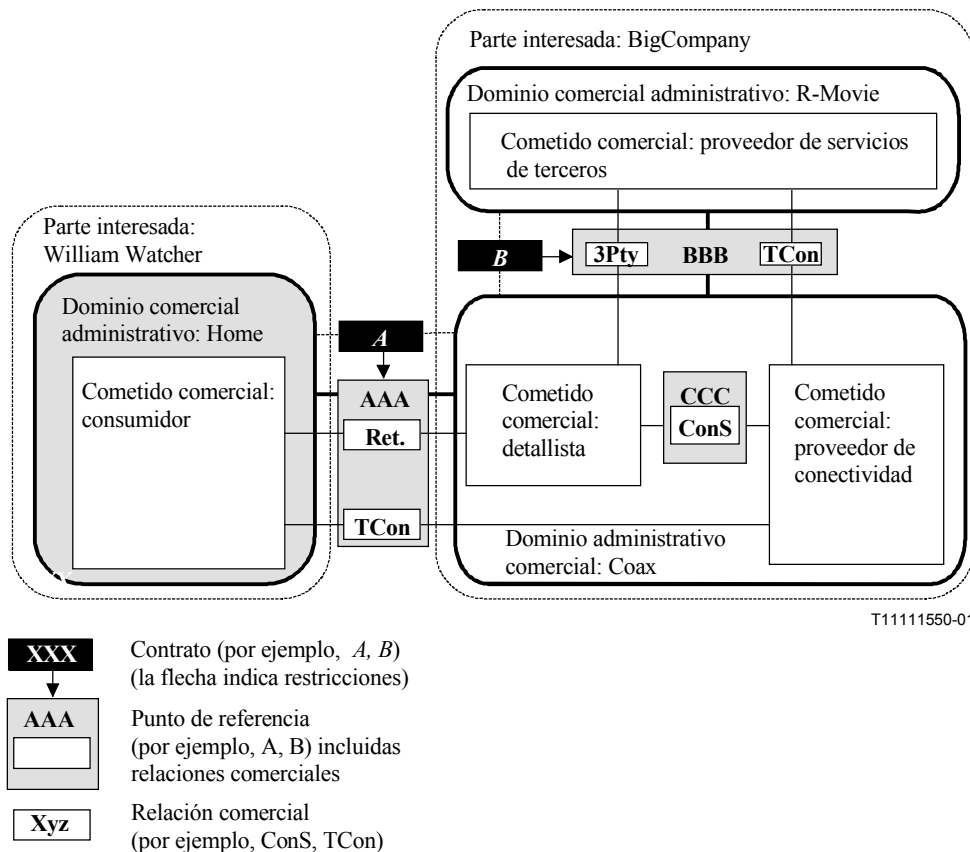 Parte interesada: BigCompany
Dominio comercial administrativo: R-Movie
Cometido comercial: proveedor de servicios
de terceros
Parte interesada:
William Watcher
B
3Pty
BBB
TCon
Dominio comercial
administrativo: Home
A
Cometido comercial:
consumidor
AAA
Ret.
TCon
Cometido
comercial:
detallista
CCC
ConS
Cometido
comercial:
proveedor de
conectividad
Dominio administrativo
comercial: Coax
T11111550-01
XXX
Contrato (por ejemplo, A, B)
(la flecha indica restricciones)
AAA
Punto de referencia
(por ejemplo, A, B) incluidas
relaciones comerciales
Xyz
Relación comercial
(por ejemplo, ConS, TCon)